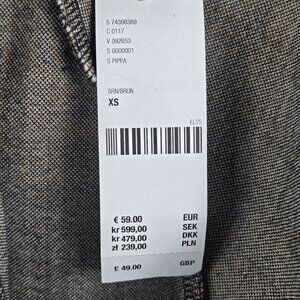 S 74398389
C 0117
V 092653
S 0000001
S PIPPA
BRN/BRUN
XS
ELTS
€ 59.00 EUR
kr 599,00 SEK
kr 479,00 DKK
zł 239,00 PLN
£ 49.00 GBP